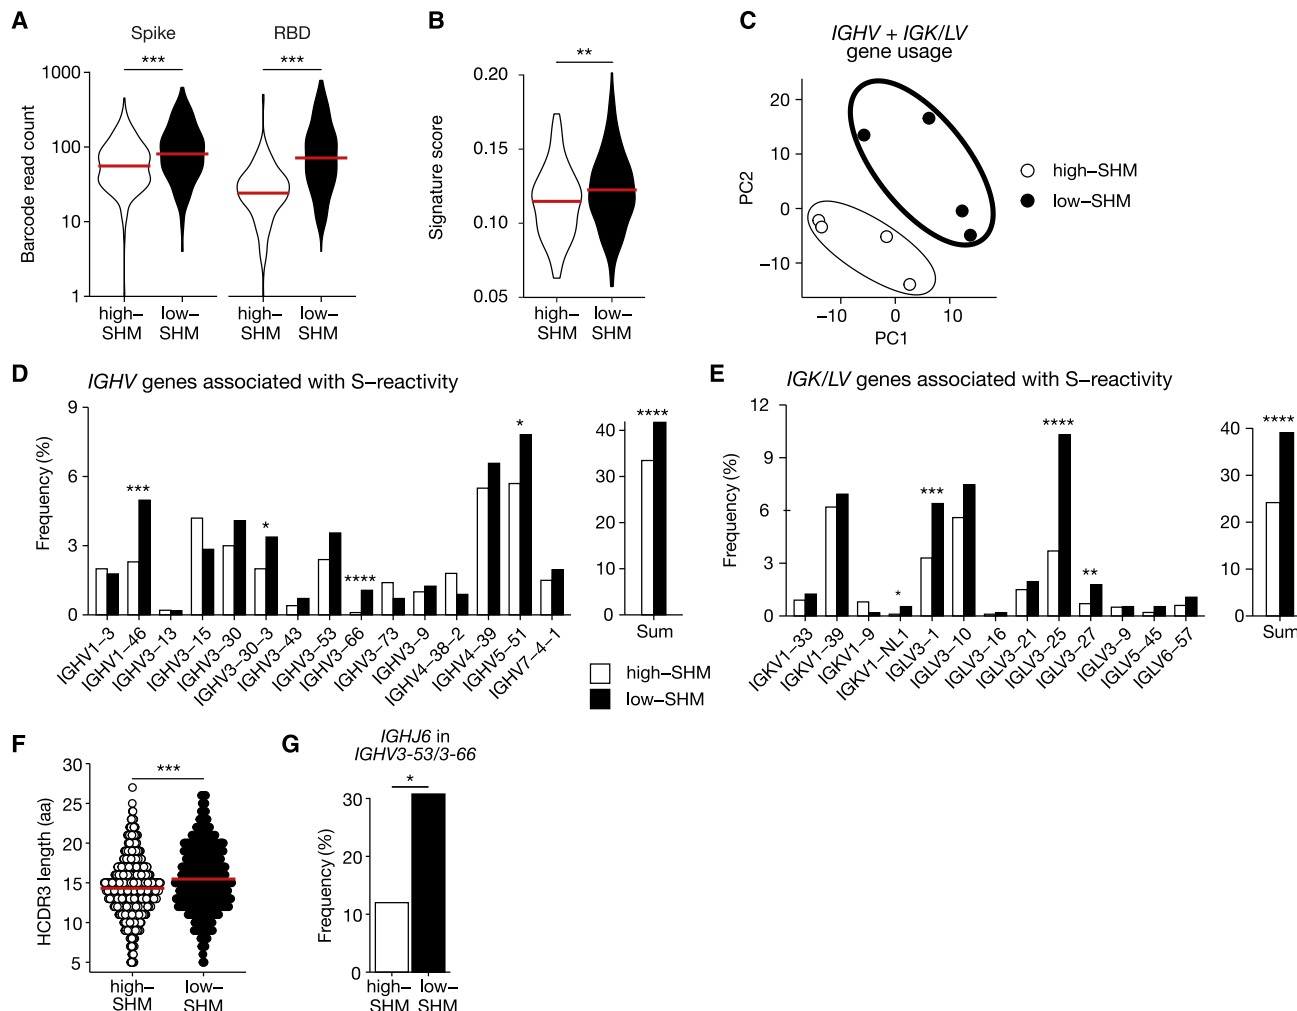 A
Spike
RBD
***
***
Barcode read count
1000
100
10
1
high–
SHM
low–
SHM
high–
SHM
low–
SHM
B
**
Signature score
0.20
0.15
0.10
0.05
high–
SHM
low–
SHM
C
IGHV + IGK/LV
gene usage
PC2
20
10
0
−10
−10
0
10
PC1
high–SHM
low–SHM
D
IGHV genes associated with S–reactivity
Frequency (%)
9
6
3
0
***
*
****
*
IGHV1–3
IGHV1–46
IGHV3–13
IGHV3–15
IGHV3–30
IGHV3–30–3
IGHV3–43
IGHV3–53
IGHV3–66
IGHV3–73
IGHV3–9
IGHV4–38–2
IGHV4–39
IGHV5–51
IGHV7–4–1
****
40
30
20
10
0
Sum
high–SHM
low–SHM
E
IGK/LV genes associated with S–reactivity
Frequency (%)
12
9
6
3
0
*
***
****
**
IGKV1–33
IGKV1–39
IGKV1–9
IGKV1–NL1
IGLV3–1
IGLV3–10
IGLV3–16
IGLV3–21
IGLV3–25
IGLV3–27
IGLV3–9
IGLV5–45
IGLV6–57
****
40
30
20
10
0
Sum
F
***
HCDR3 length (aa)
30
25
20
15
10
5
high–
SHM
low–
SHM
G
IGHJ6 in
IGHV3-53/3-66
*
Frequency (%)
30
20
10
0
high–
SHM
low–
SHM